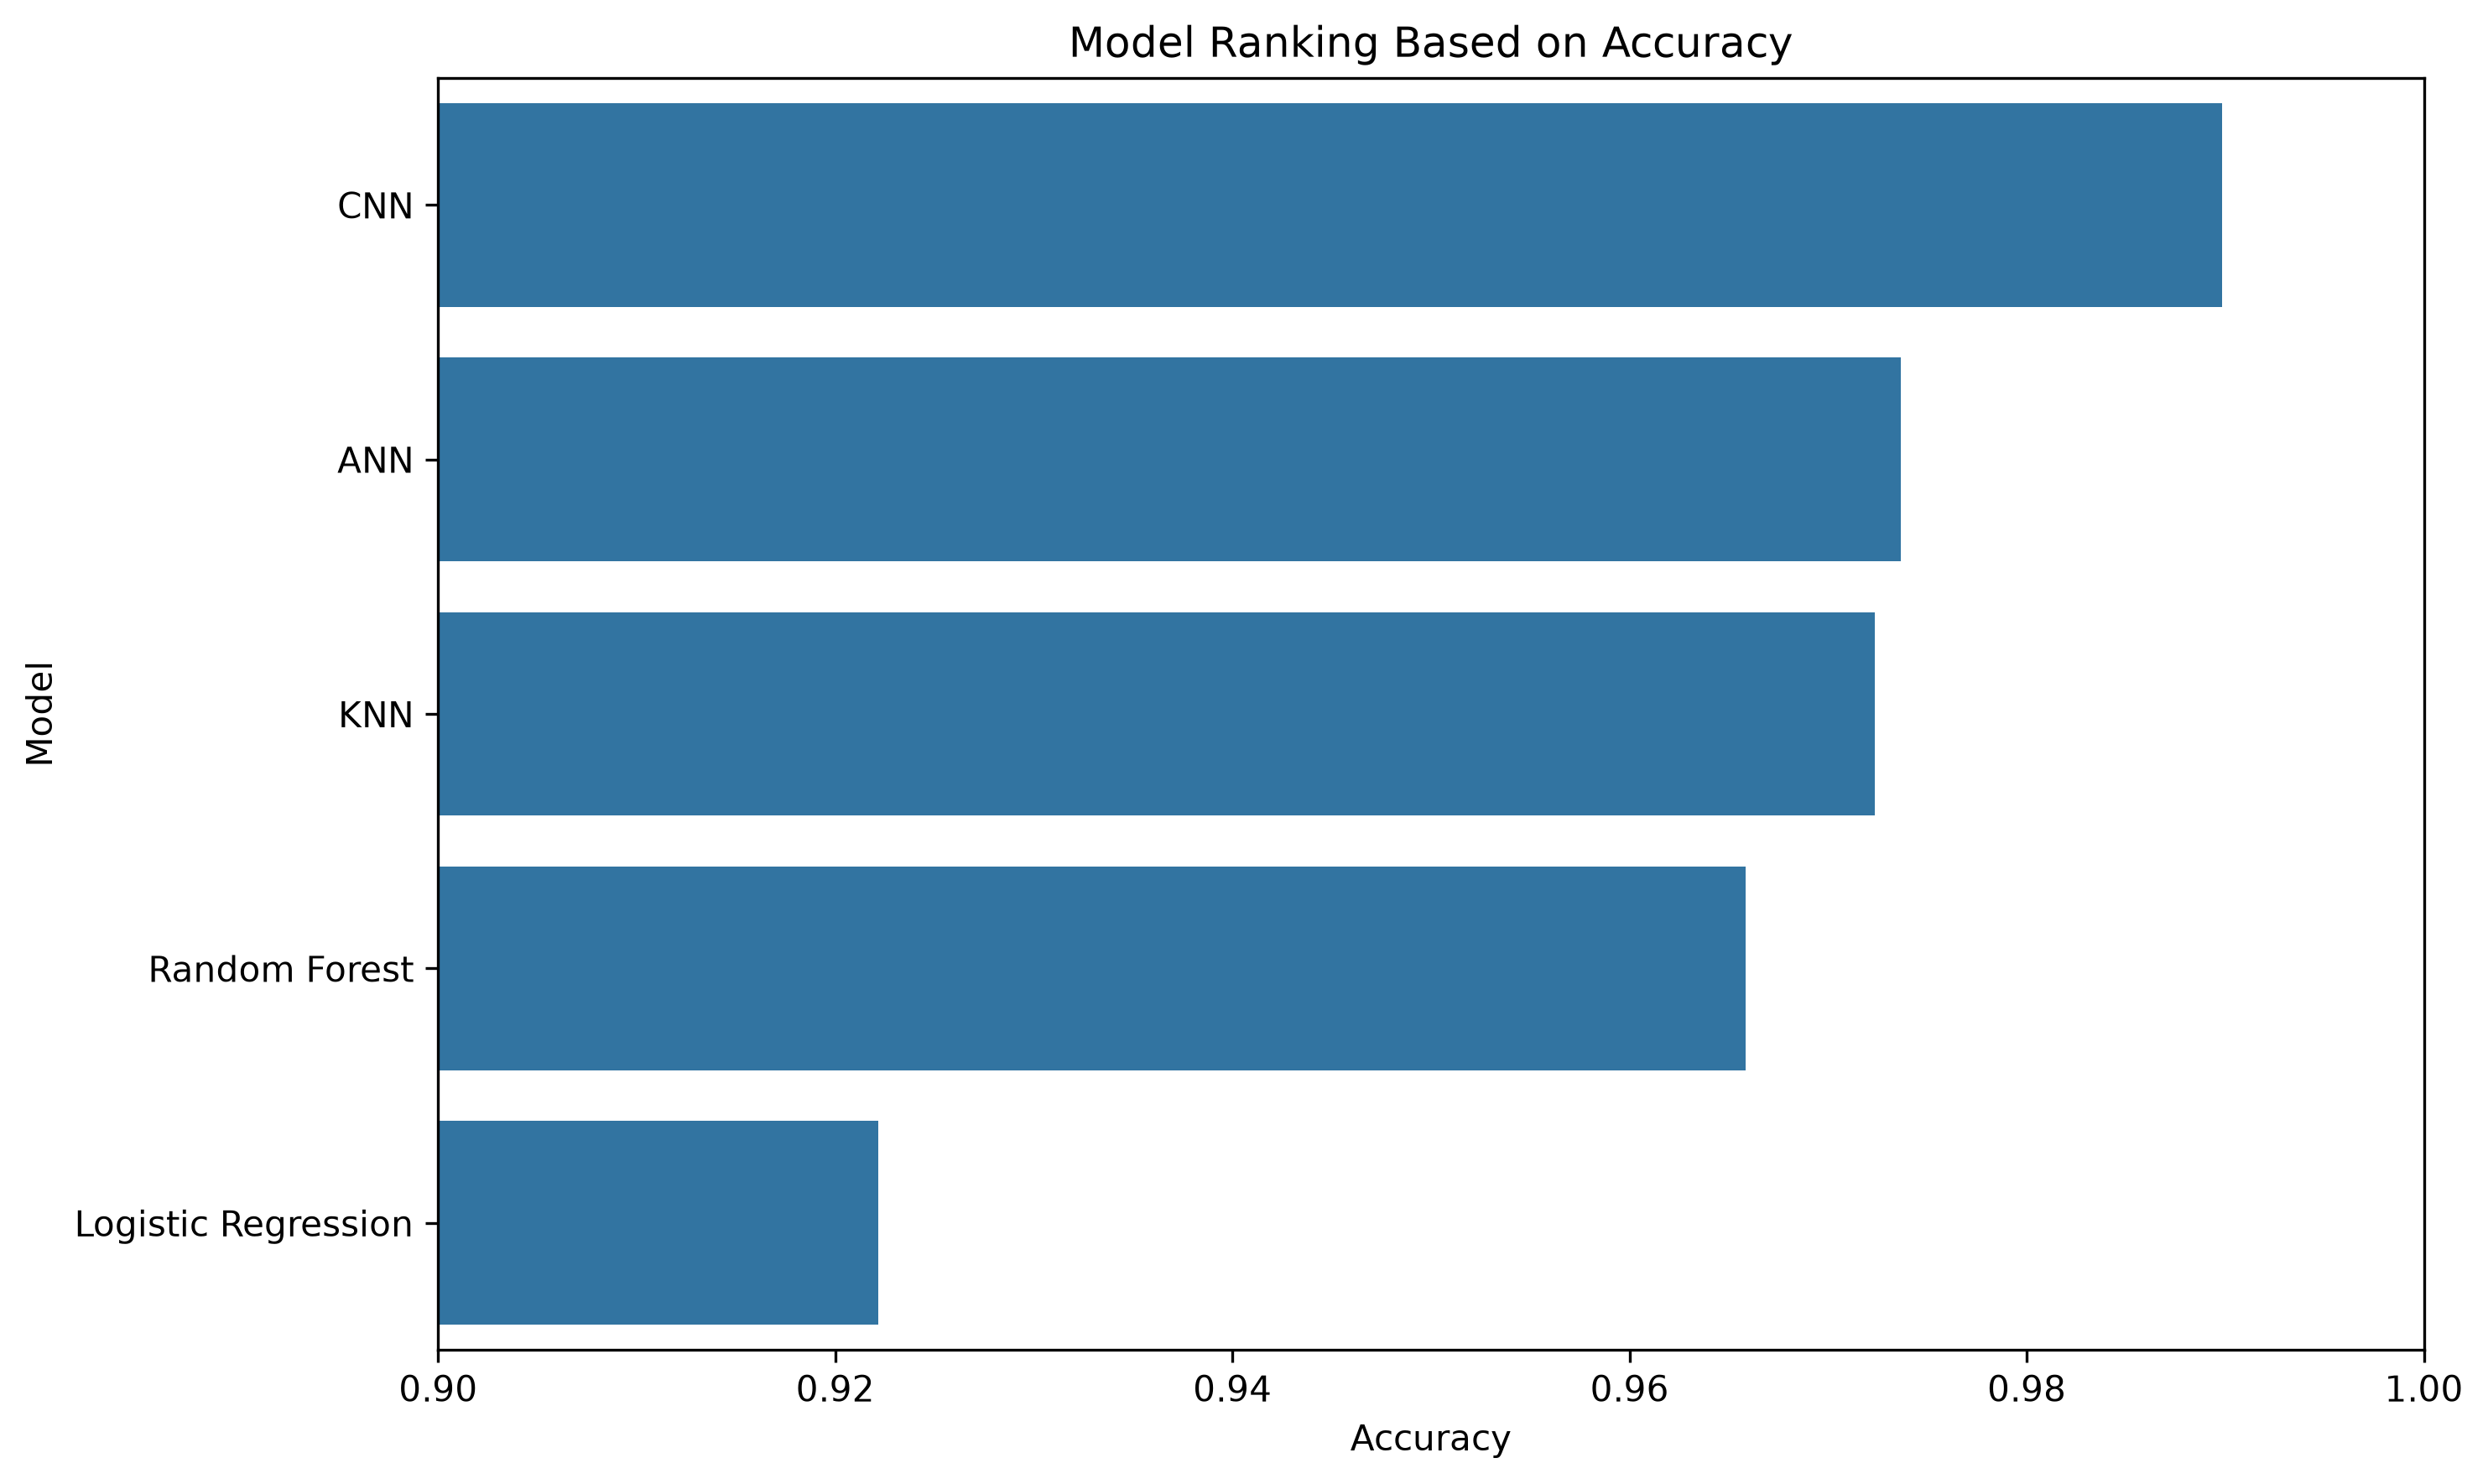 Model Ranking Based on Accuracy
CNN
ANN
KNN
Random Forest
Logistic Regression
Model
0.90 0.92 0.94 0.96 0.98 1.00
Accuracy